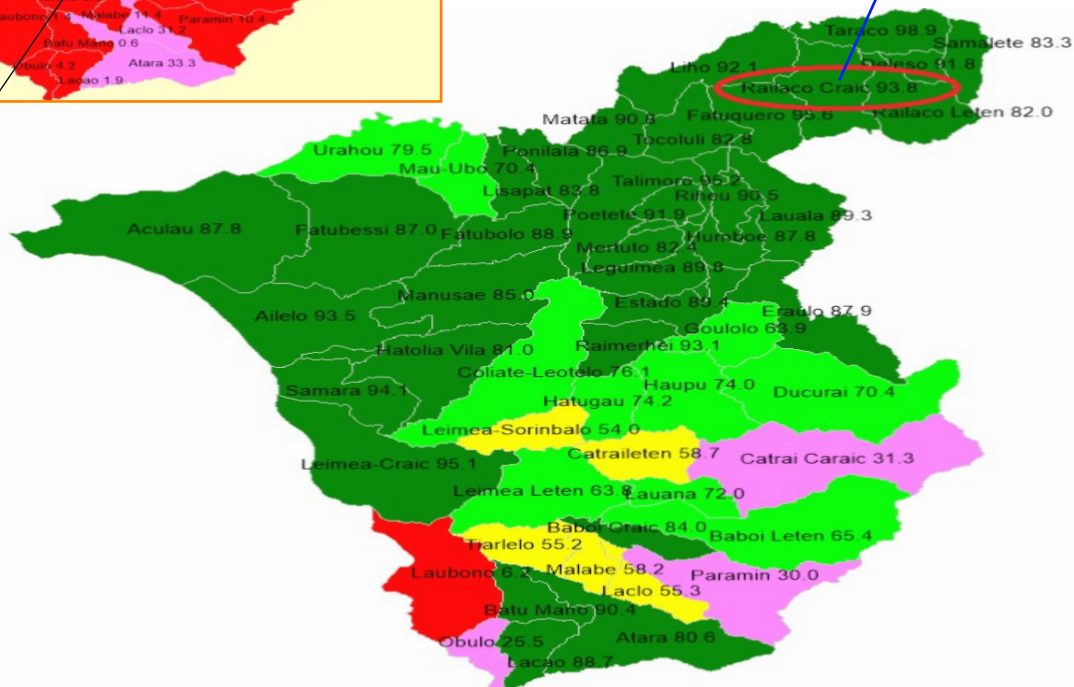 Malabe 11.4
Paramin 10.4
Laclo 31.2
Batu Mano 0.6
Atara 33.3
Obulo 4.2
Lacao 1.9
Taraco 98.9
Samalete 83.3
Liho 92.1
Deleso 91.8
Railaco Craic 93.8
Matata 90.8
Fatuquero 95.6
Railaco Leten 82.0
Tocoluli 82.8
Urahou 79.5
Ponilala 86.9
Mau-Ubo 70.4
Lisapat 83.8
Talimoro 95.2
Riheu 90.5
Poetete 91.9
Lauala 89.3
Aculau 87.8
Fatubessi 87.0
Fatubolo 88.9
Humboe 87.8
Mertuto 82.4
Leguimea 89.8
Manusae 85.0
Estado 89.4
Eraulo 87.9
Ailelo 93.5
Goulolo 63.9
Raimerhei 93.1
Hatolia Vila 81.0
Coliate-Leotelo 76.1
Haupu 74.0
Ducurai 70.4
Samara 94.1
Hatugau 74.2
Leimea-Sorinbalo 54.0
Catraileten 58.7
Catrai Caraic 31.3
Leimea-Craic 95.1
Leimea Leten 63.8
Lauana 72.0
Baboi Craic 84.0
Baboi Leten 65.4
Tiarlelo 55.2
Laubono 6.2
Malabe 58.2
Paramin 30.0
Laclo 55.3
Batu Mano 90.4
Obulo 25.5
Atara 80.6
Lacao 88.7